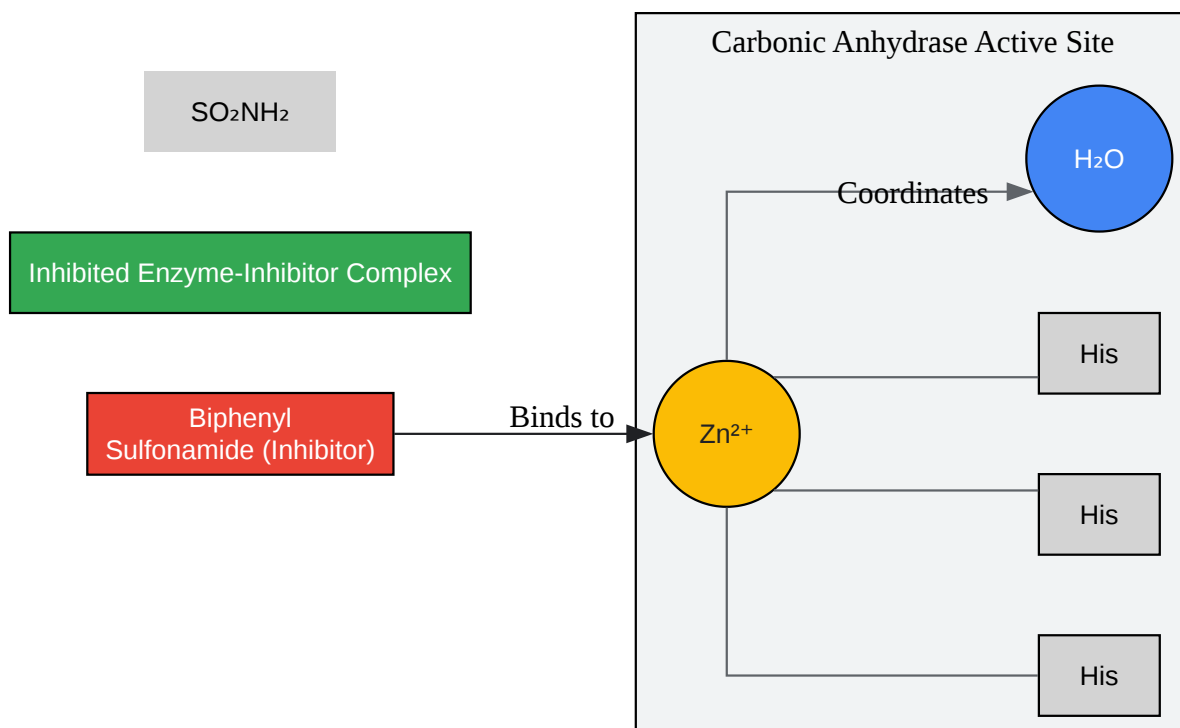 Carbonic Anhydrase Active Site
SO₂NH₂
H₂O
Coordinates
Inhibited Enzyme-Inhibitor Complex
His
Biphenyl
Sulfonamide (Inhibitor)
Binds to
Zn²⁺
His
His